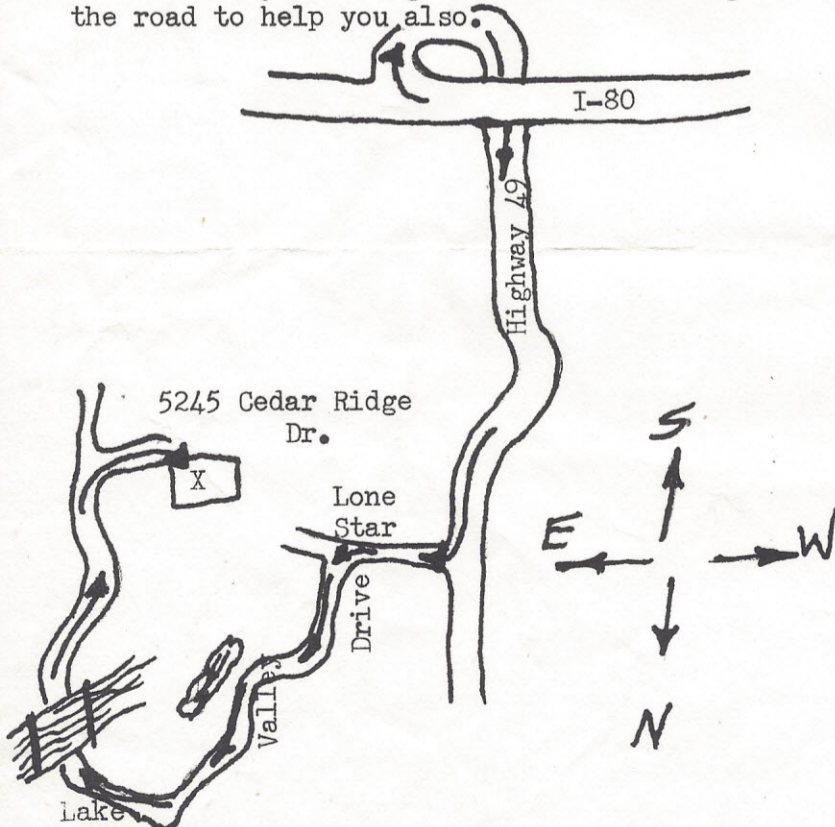 the road to help you also.
I-80
Highway 49
5245 Cedar Ridge
Dr.
X
Lone
Star
Drive
Valley
Lake
S
E
W
N